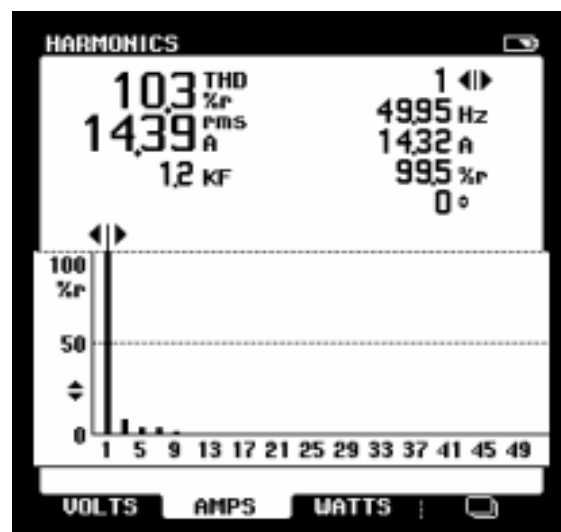 HARMONICS
10,3 THD %r
14,39 rms A
1,2 KF
1
49,95 Hz
14,32 A
99,5 %r
0 °
100
%r
50
0
1 5 9 13 17 21 25 29 33 37 41 45 49
VOLTS AMPS WATTS